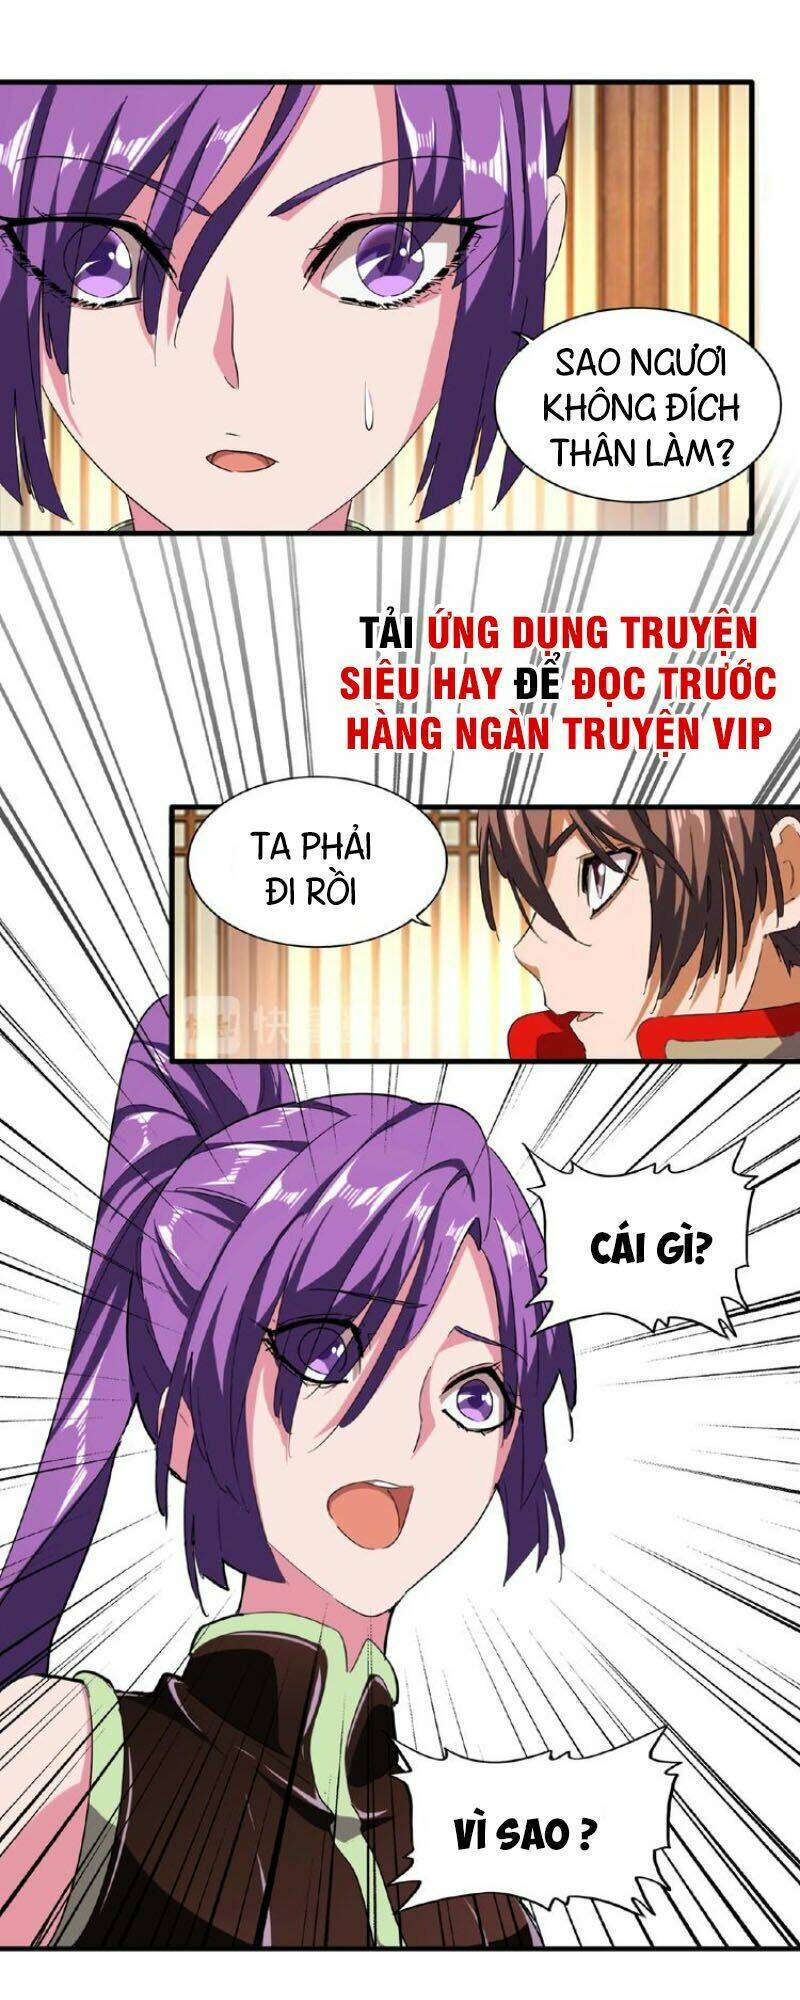 SAO NGƯƠI
KHÔNG ĐÍCH
THÂN LÀM?
TẢI ỨNG DỤNG TRUYỆN
SIÊU HAY ĐỂ ĐỌC TRƯỚC
HÀNG NGÀN TRUYỆN VIP
TA PHẢI
ĐI RỒI
CÁI GÌ?
VÌ SAO ?